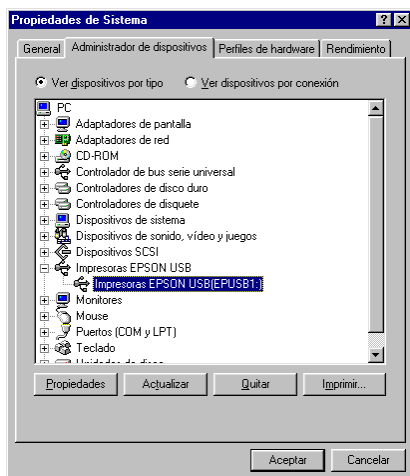 Propiedades de Sistema
General Administrador de dispositivos Perfiles de hardware Rendimiento
Ver dispositivos por tipo Ver dispositivos por conexión
PC
Adaptadores de pantalla
Adaptadores de red
CD-ROM
Controlador de bus serie universal
Controladores de disco duro
Controladores de disquete
Dispositivos de sistema
Dispositivos de sonido, vídeo y juegos
Dispositivos SCSI
Impresoras EPSON USB
Impresoras EPSON USB(EPUSB1:)
Monitores
Mouse
Puertos (COM y LPT)
Teclado
Unidades de disco
Propiedades Actualizar Quitar Imprimir...
Aceptar Cancelar